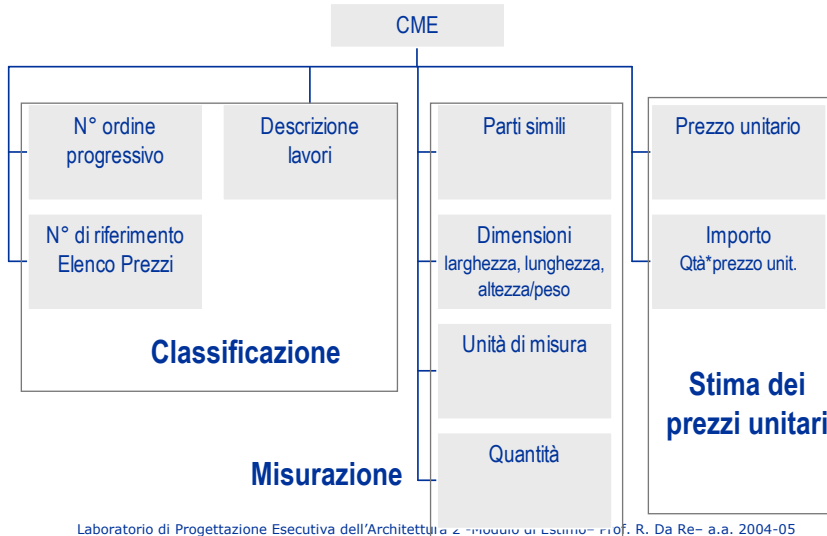 CME
N° ordine
progressivo
Descrizione
lavori
N° di riferimento
Elenco Prezzi
Classificazione
Parti simili
Dimensioni
larghezza, lunghezza,
altezza/peso
Unità di misura
Quantità
Misurazione
Prezzo unitario
Importo
Qtà*prezzo unit.
Stima dei
prezzi unitari
Laboratorio di Progettazione Esecutiva dell'Architettura 2 -Modulo di Estimo– Prof. R. Da Re– a.a. 2004-05